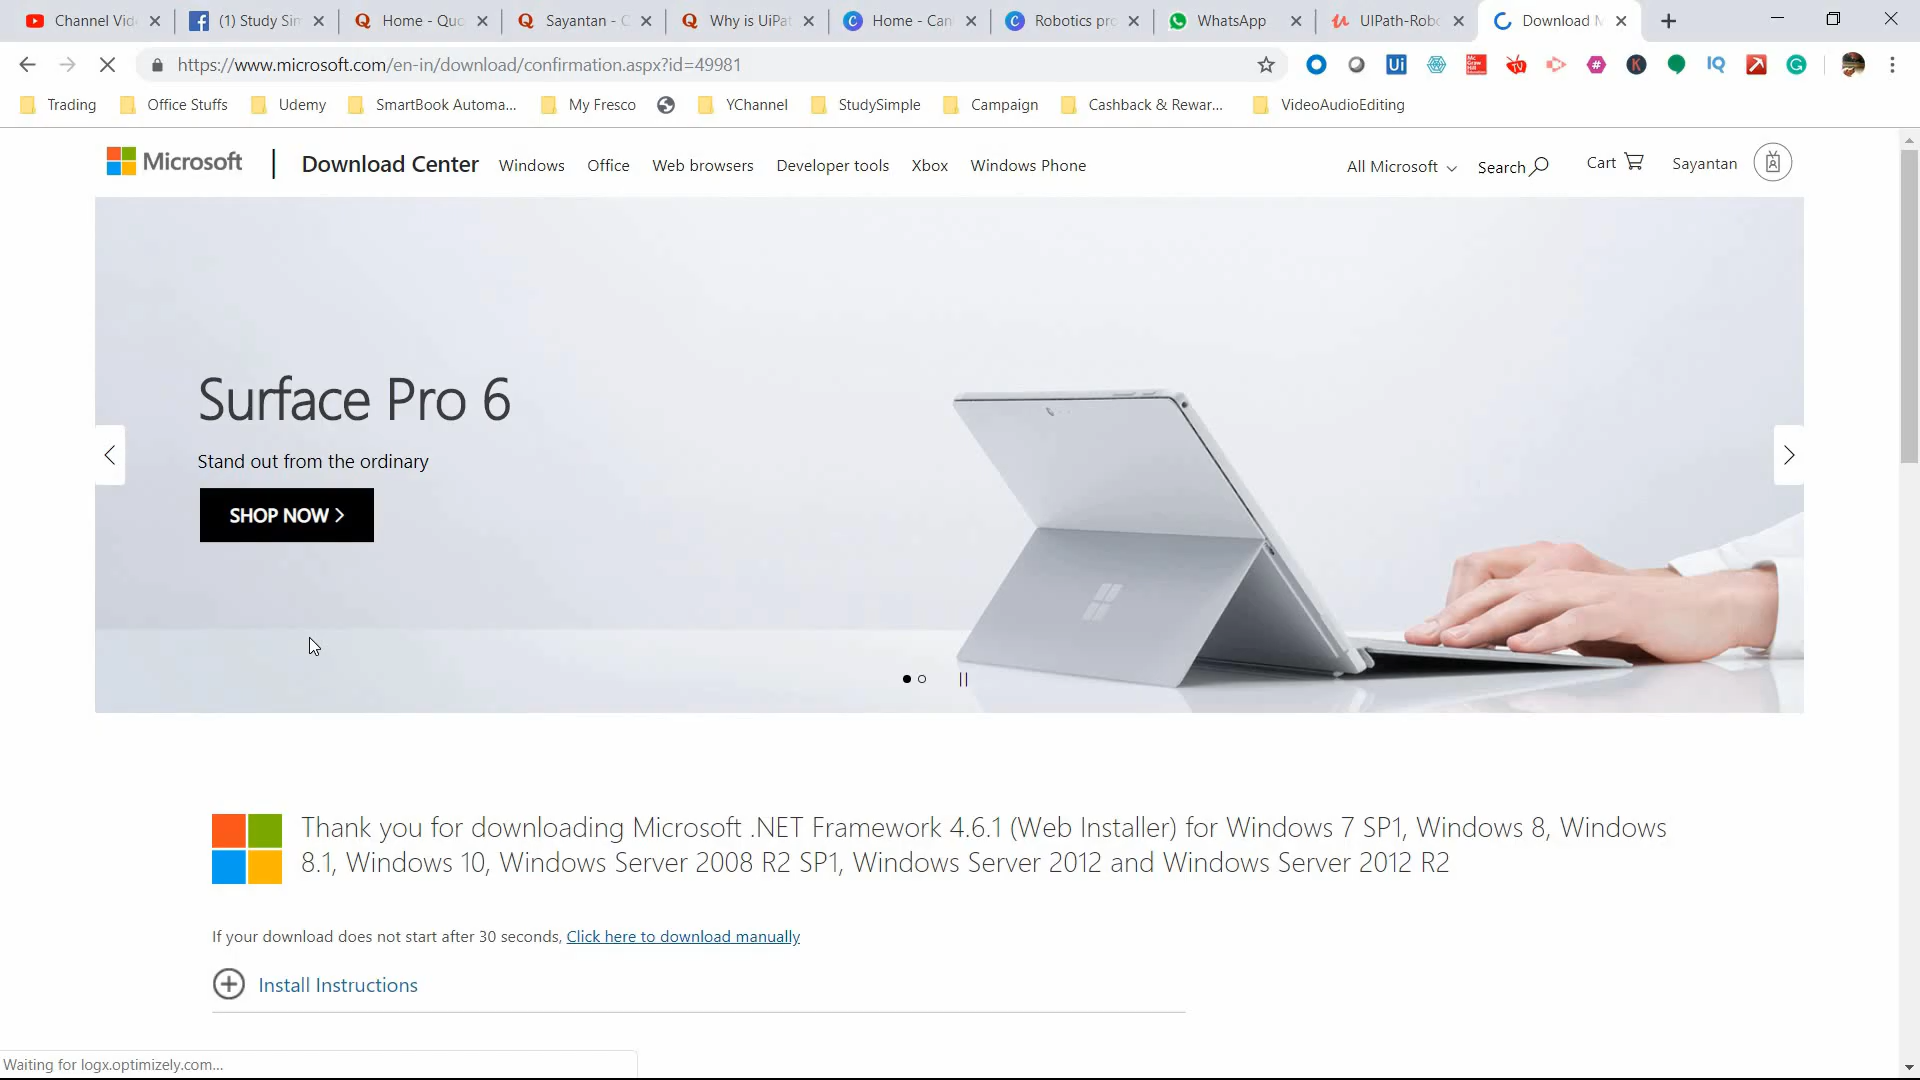 Channel Vid
(1) Study Sim
Home - Quo
Sayantan - C
Why is UiPat
Home - Can
Robotics pro
WhatsApp
UIPath-Robo
Download M
https://www.microsoft.com/en-in/download/confirmation.aspx?id=49981
Trading
Office Stuffs
Udemy
SmartBook Automa...
My Fresco
YChannel
StudySimple
Campaign
Cashback & Rewar...
VideoAudioEditing
Microsoft
Download Center
Windows
Office
Web browsers
Developer tools
Xbox
Windows Phone
All Microsoft
Search
Cart
Sayantan
Surface Pro 6
Stand out from the ordinary
SHOP NOW >
Thank you for downloading Microsoft .NET Framework 4.6.1 (Web Installer) for Windows 7 SP1, Windows 8, Windows
8.1, Windows 10, Windows Server 2008 R2 SP1, Windows Server 2012 and Windows Server 2012 R2
If your download does not start after 30 seconds, Click here to download manually
Install Instructions
Waiting for logx.optimizely.com...